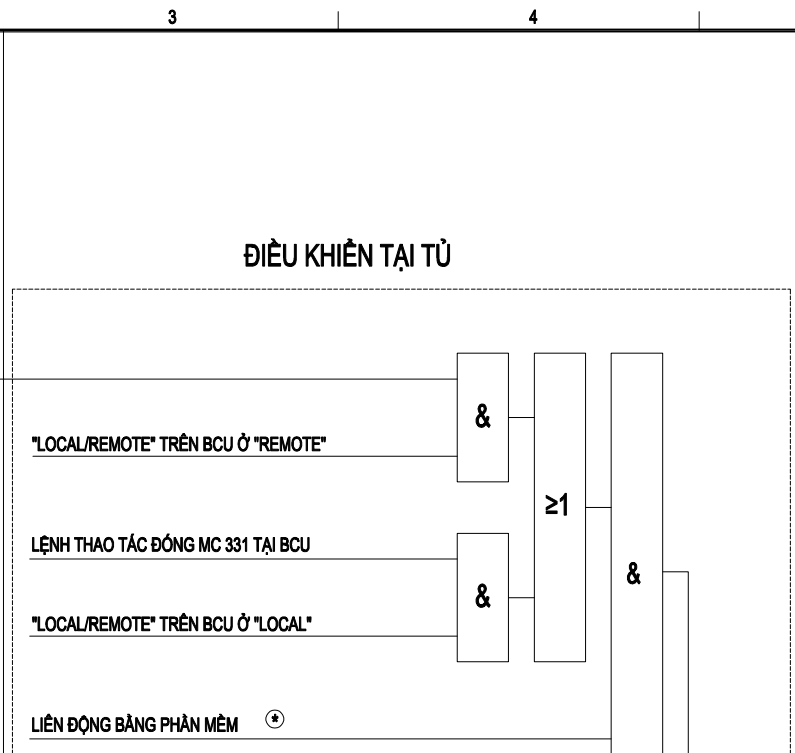 3 4
ĐIỀU KHIỂN TẠI TỦ
&
"LOCAL/REMOTE" TRÊN BCU Ở "REMOTE"
≥1
LỆNH THAO TÁC ĐÓNG MC 331 TẠI BCU
&
&
"LOCAL/REMOTE" TRÊN BCU Ở "LOCAL"
LIÊN ĐỘNG BẰNG PHẦN MỀM *